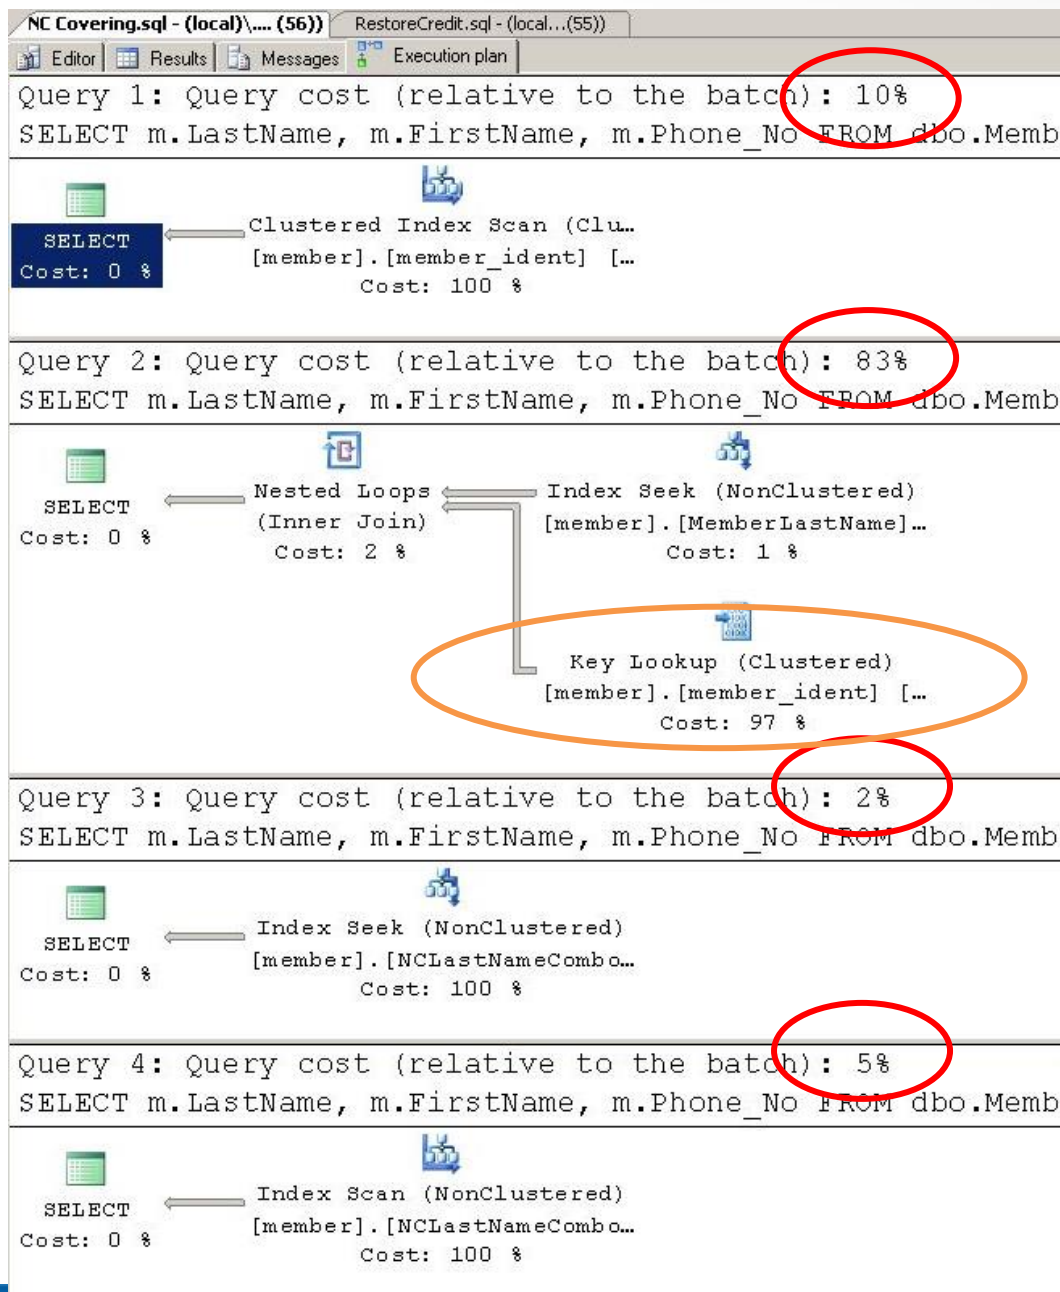 NC Covering.sql - (local)\.... (56)) RestoreCredit.sql - (local...(55))
Editor Results Messages Execution plan
Query 1: Query cost (relative to the batch): 10%
SELECT m.LastName, m.FirstName, m.Phone_No FROM dbo.Memb
SELECT
Cost: 0 %
Clustered Index Scan (Clu…
[member].[member_ident] […
Cost: 100 %
Query 2: Query cost (relative to the batch): 83%
SELECT m.LastName, m.FirstName, m.Phone_No FROM dbo.Memb
SELECT
Cost: 0 %
Nested Loops
(Inner Join)
Cost: 2 %
Index Seek (NonClustered)
[member].[MemberLastName]…
Cost: 1 %
Key Lookup (Clustered)
[member].[member_ident] […
Cost: 97 %
Query 3: Query cost (relative to the batch): 2%
SELECT m.LastName, m.FirstName, m.Phone_No FROM dbo.Memb
SELECT
Cost: 0 %
Index Seek (NonClustered)
[member].[NCLastNameCombo…
Cost: 100 %
Query 4: Query cost (relative to the batch): 5%
SELECT m.LastName, m.FirstName, m.Phone_No FROM dbo.Memb
SELECT
Cost: 0 %
Index Scan (NonClustered)
[member].[NCLastNameCombo…
Cost: 100 %